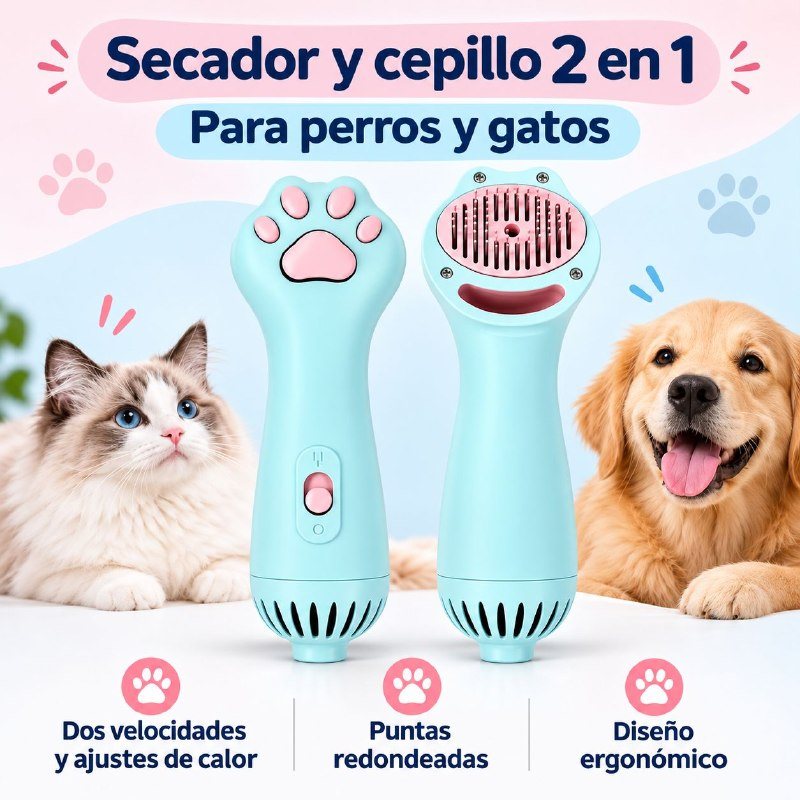 Secador y cepillo 2 en 1
Para perros y gatos
Dos velocidades
y ajustes de calor
Puntas
redondeadas
Diseño
ergonómico